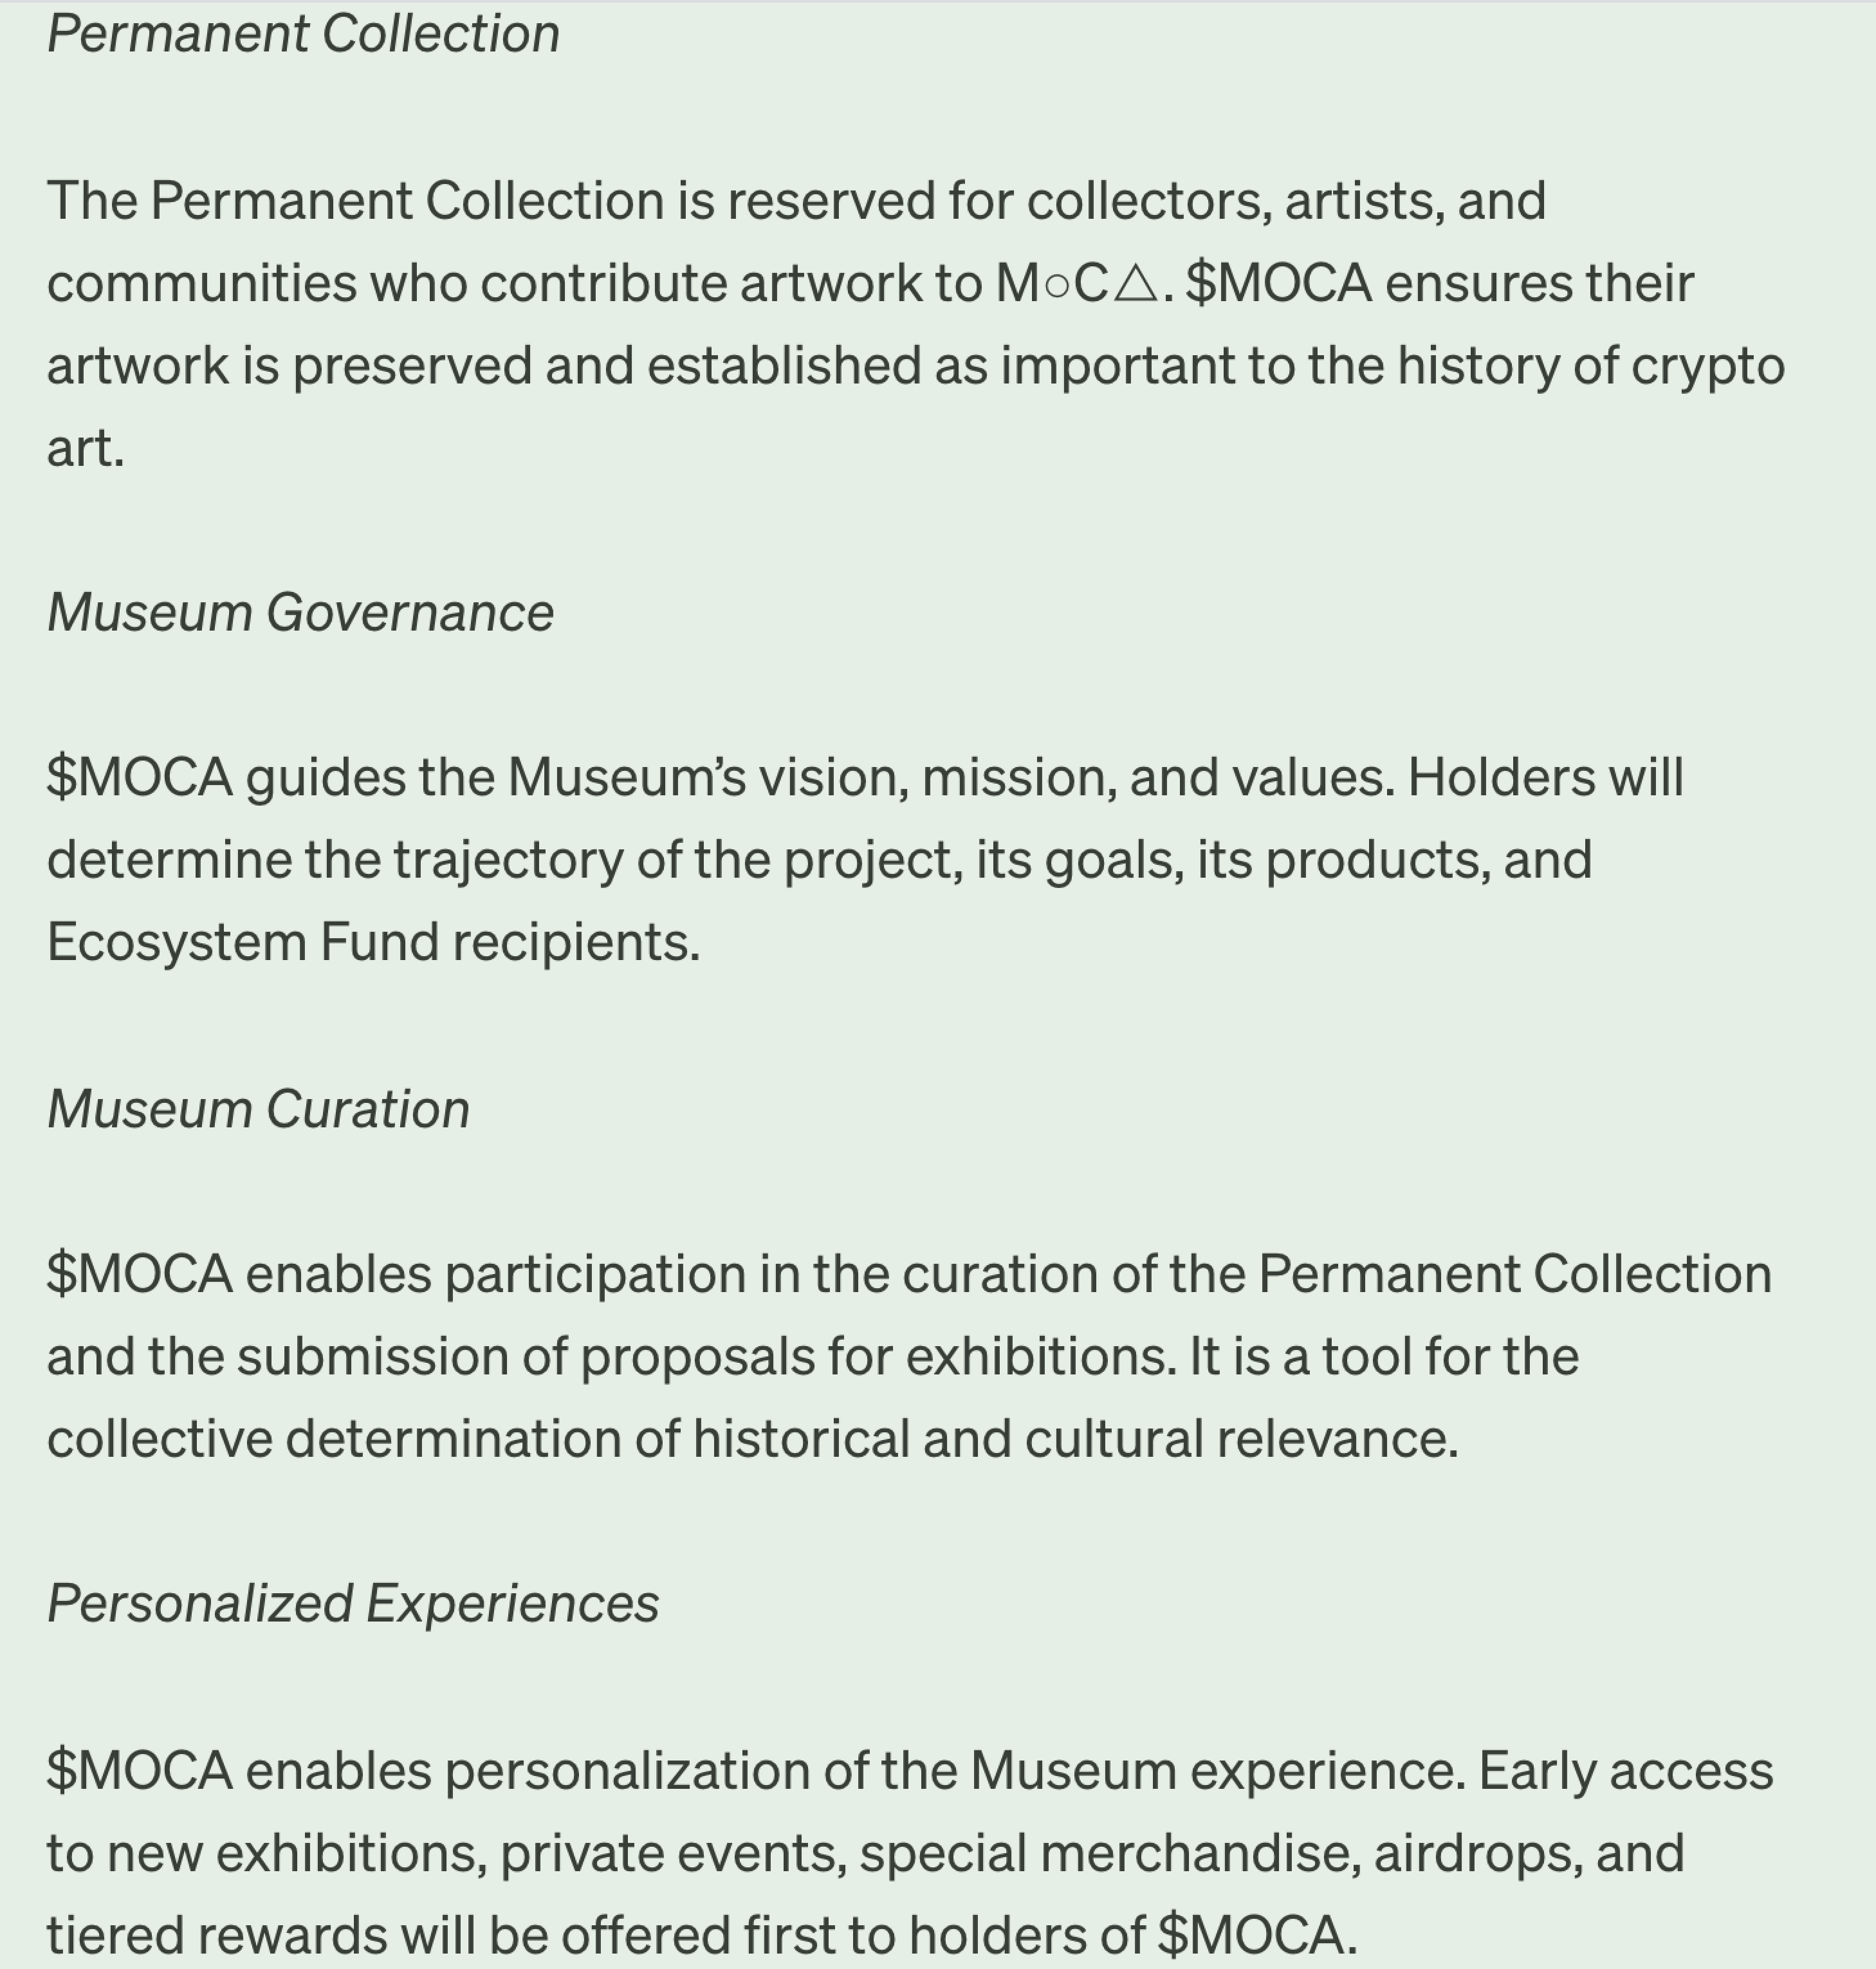 Permanent Collection
The Permanent Collection is reserved for collectors, artists, and
communities who contribute artwork to M○C△. $MOCA ensures their
artwork is preserved and established as important to the history of crypto
art.
Museum Governance
$MOCA guides the Museum’s vision, mission, and values. Holders will
determine the trajectory of the project, its goals, its products, and
Ecosystem Fund recipients.
Museum Curation
$MOCA enables participation in the curation of the Permanent Collection
and the submission of proposals for exhibitions. It is a tool for the
collective determination of historical and cultural relevance.
Personalized Experiences
$MOCA enables personalization of the Museum experience. Early access
to new exhibitions, private events, special merchandise, airdrops, and
tiered rewards will be offered first to holders of $MOCA.